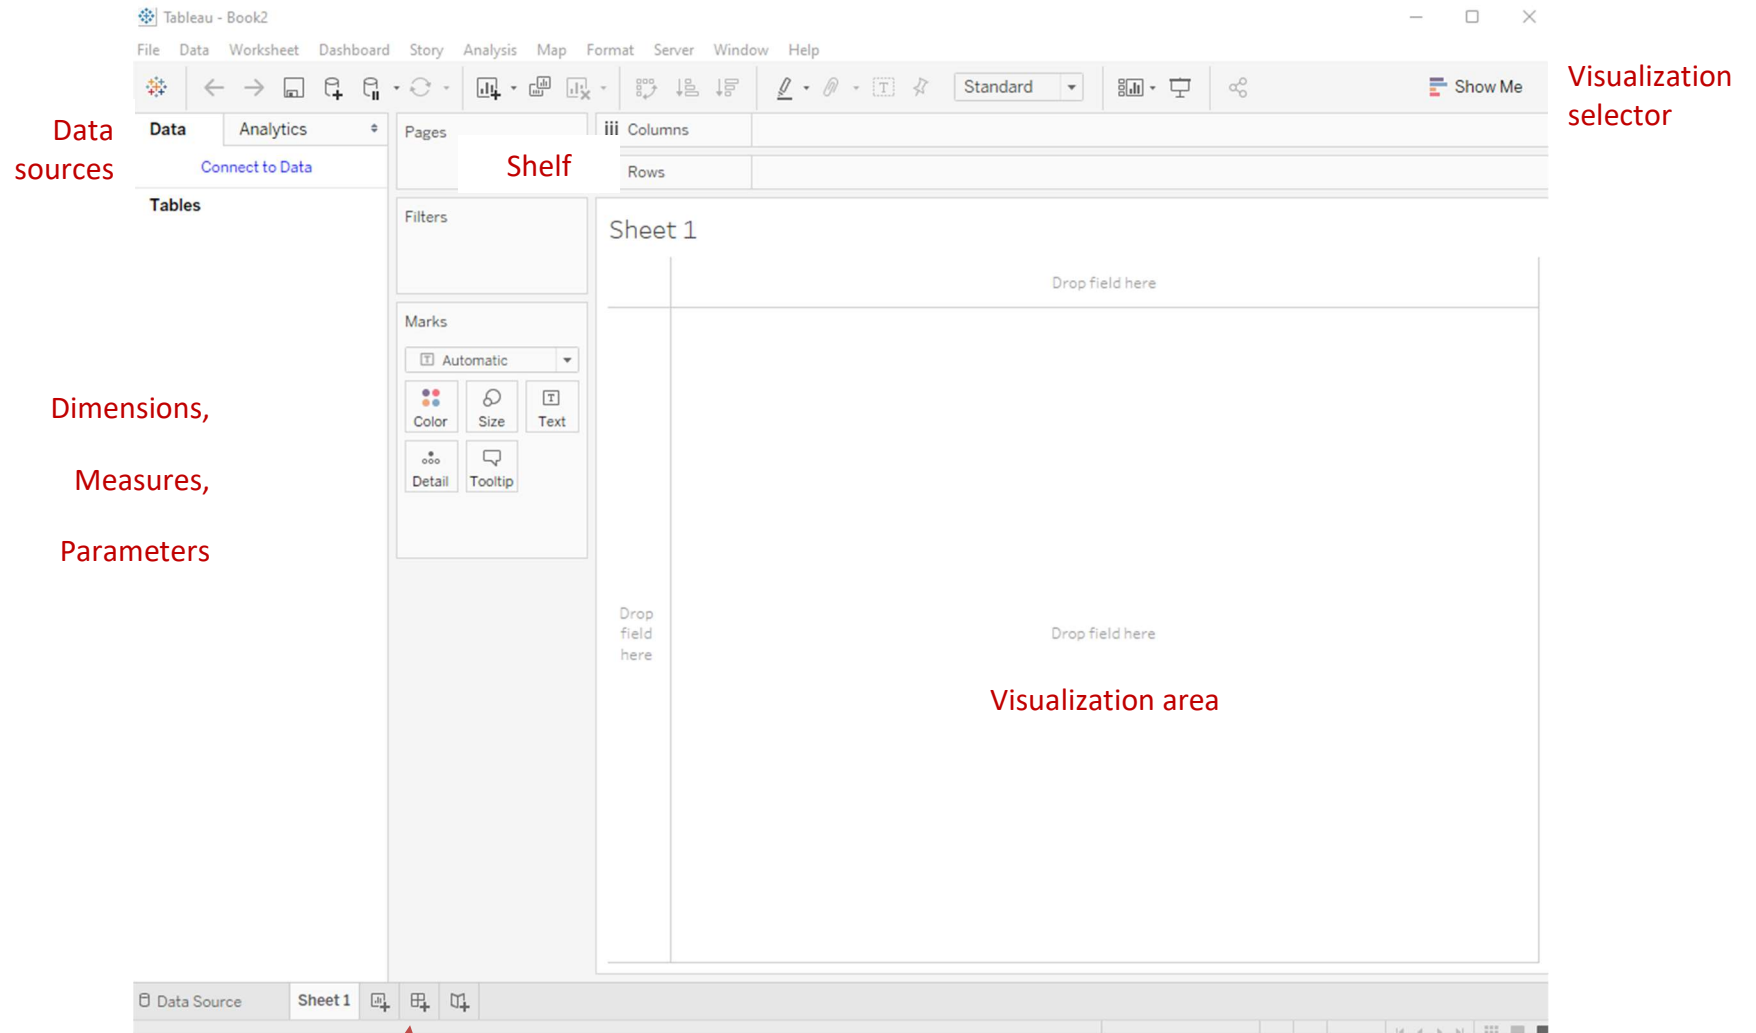 Tableau - Book2
File Data Worksheet Dashboard Story Analysis Map Format Server Window Help
Standard
Show Me
Visualization
selector
Data
sources
Data Analytics
Connect to Data
Tables
Pages
Shelf
iii Columns
Rows
Filters
Sheet 1
Drop field here
Marks
T Automatic
Color Size Text
Detail Tooltip
Dimensions,
Measures,
Parameters
Drop
field
here
Drop field here
Visualization area
Data Source Sheet 1